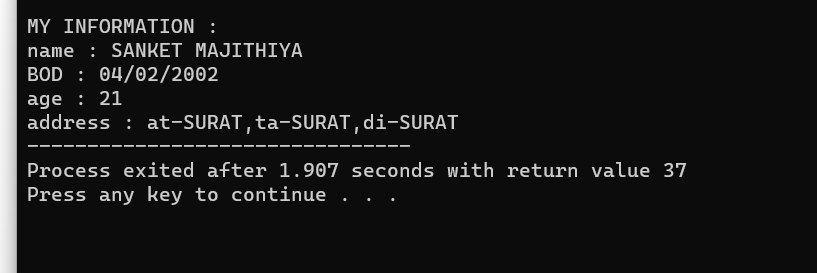 MY INFORMATION :
name : SANKET MAJITHIYA
BOD : 04/02/2002
age : 21
address : at-SURAT,ta-SURAT,di-SURAT
--------------------------------
Process exited after 1.907 seconds with return value 37
Press any key to continue . . .